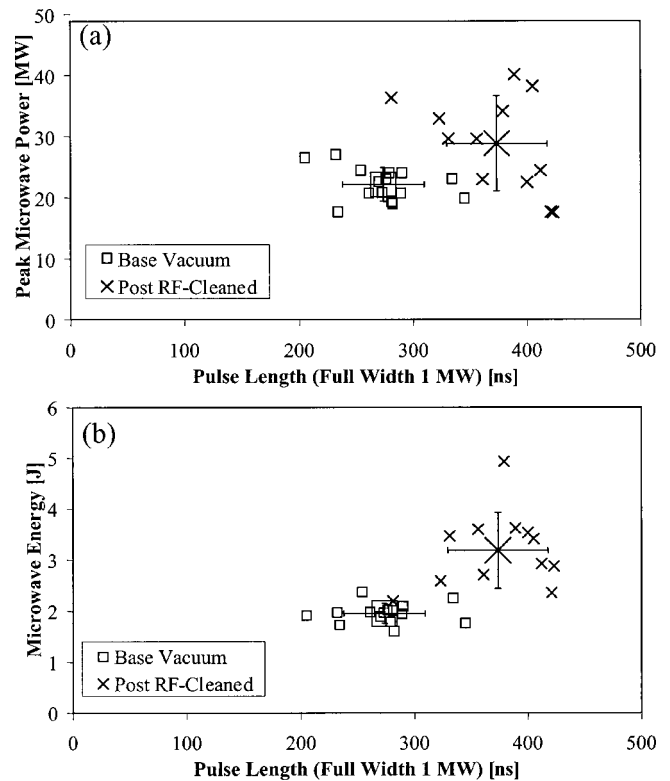 (a)
Peak Microwave Power [MW]
50
40
30
20
10
0
Base Vacuum
Post RF-Cleaned
0 100 200 300 400 500
Pulse Length (Full Width 1 MW) [ns]
(b)
Microwave Energy [J]
6
5
4
3
2
1
0
Base Vacuum
Post RF-Cleaned
0 100 200 300 400 500
Pulse Length (Full Width 1 MW) [ns]